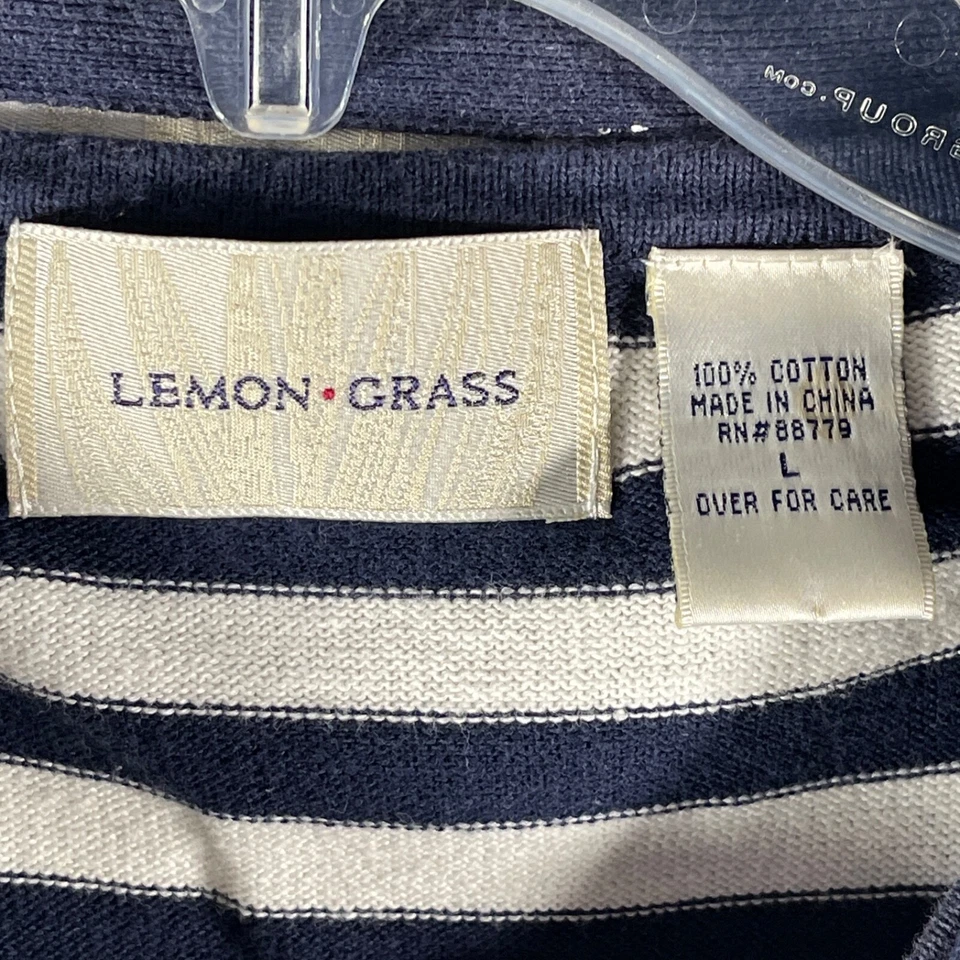 LEMON•GRASS
100% COTTON
MADE IN CHINA
RN#88779
L
OVER FOR CARE